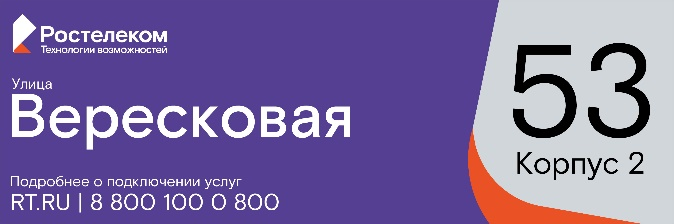 Ростелеком
Технологии возможностей
Улица
Вересковая
Подробнее о подключении услуг
RT.RU | 8 800 100 0 800
53
Корпус 2